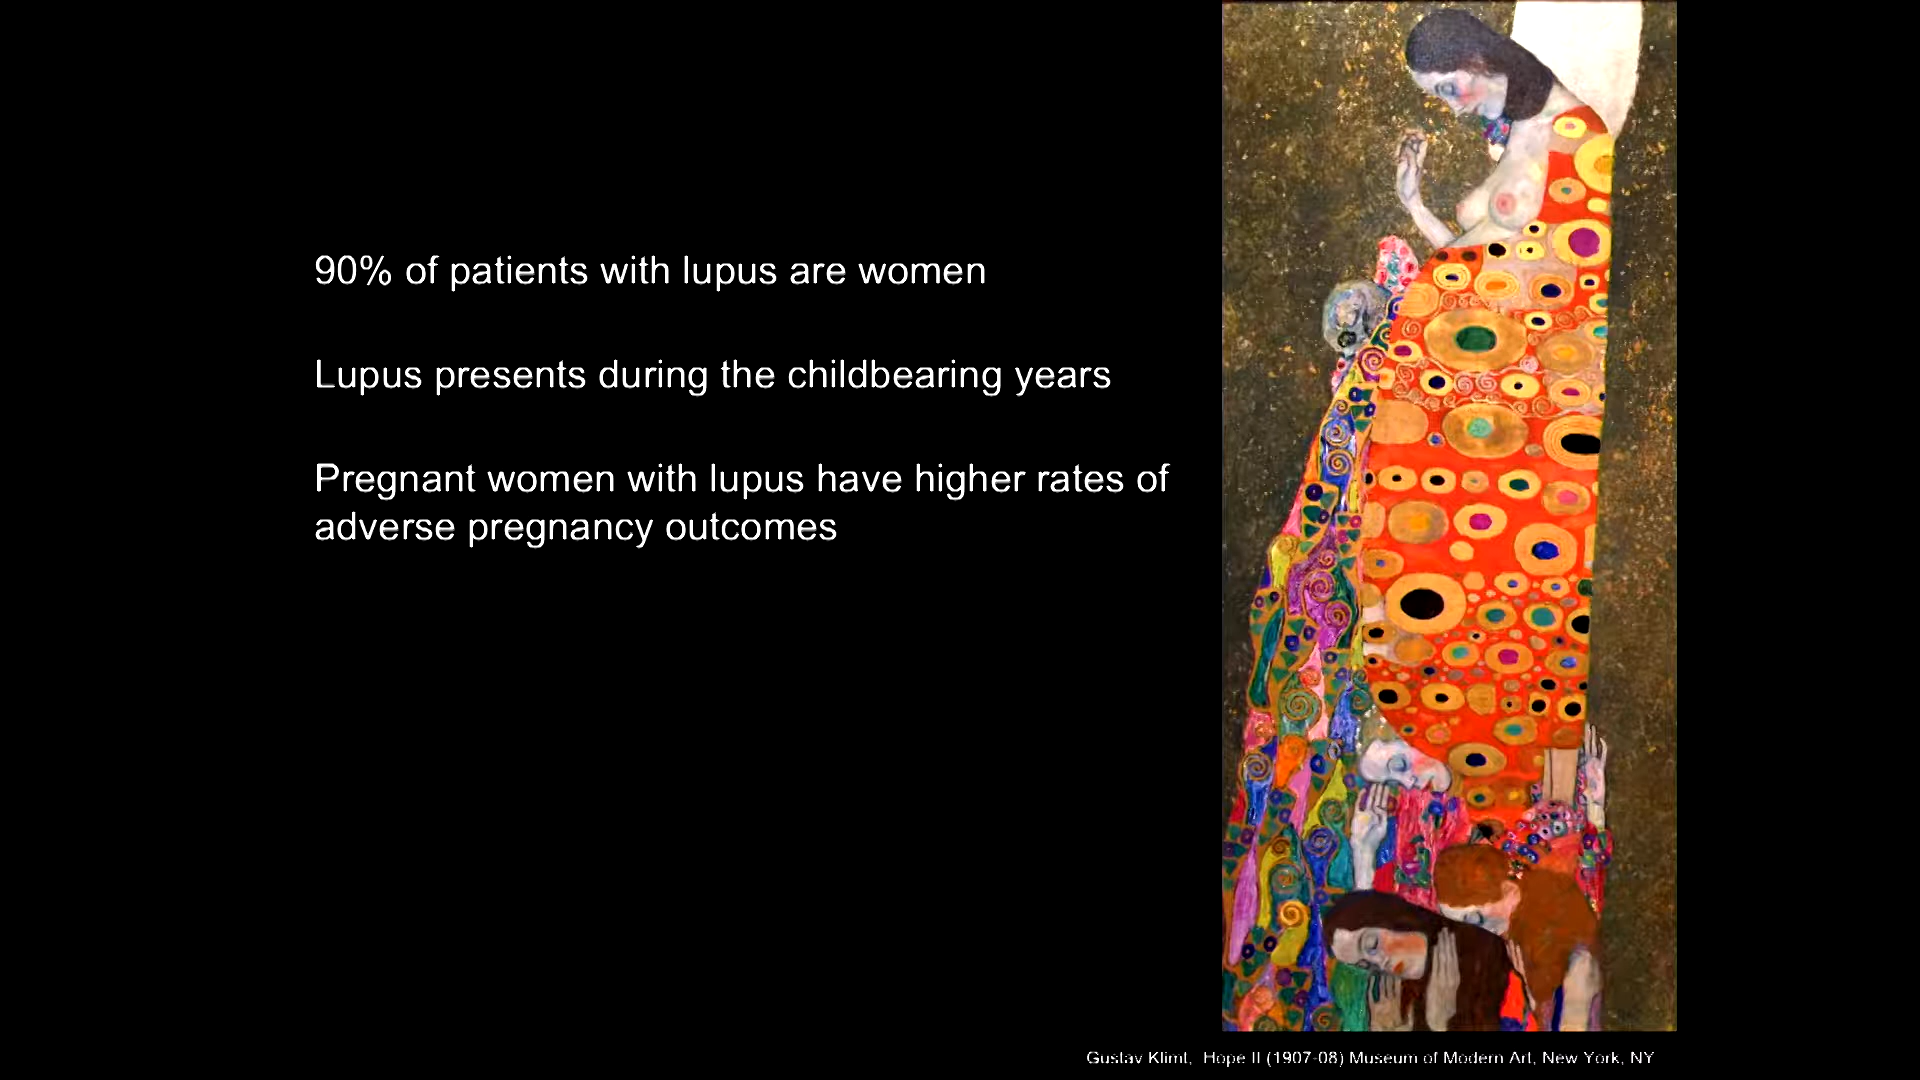 90% of patients with lupus are women
Lupus presents during the childbearing years
Pregnant women with lupus have higher rates of
adverse pregnancy outcomes
Gustav Klimt, Hope II (1907-08) Museum of Modern Art, New York, NY